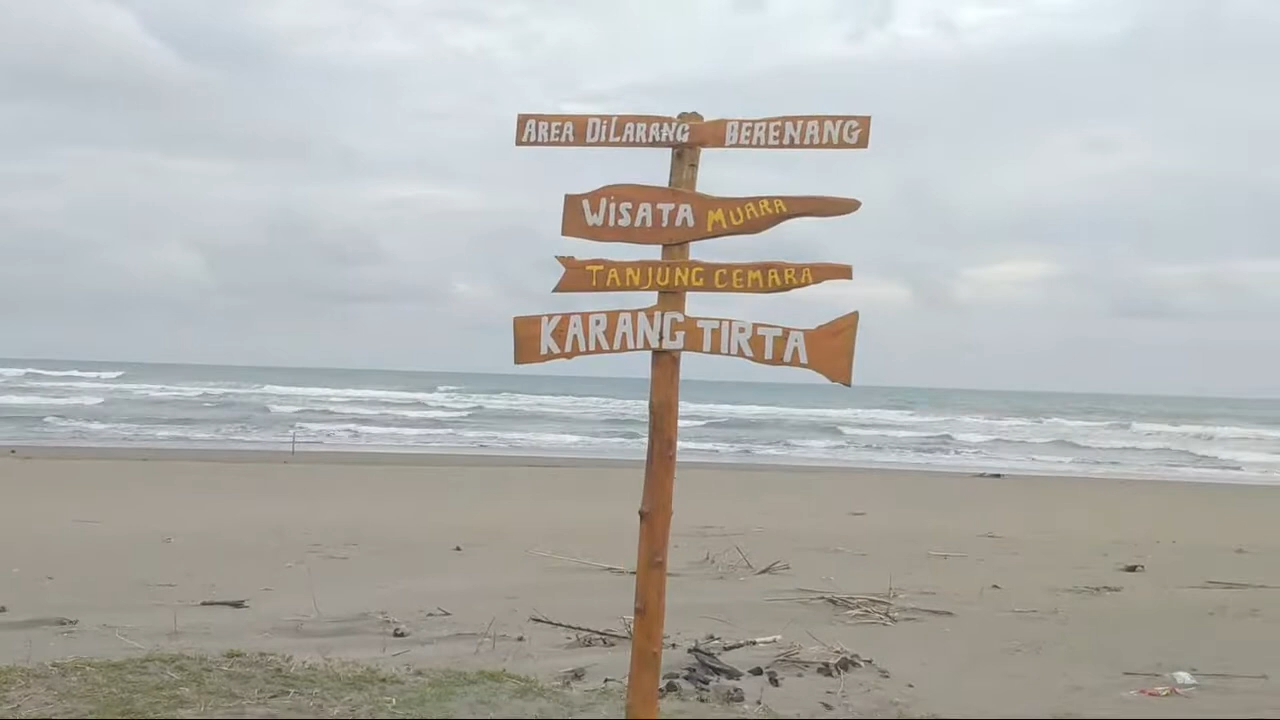 AREA DiLARANG BERENANG
WiSATA MUARA
TANJUNG CEMARA
KARANG TIRTA